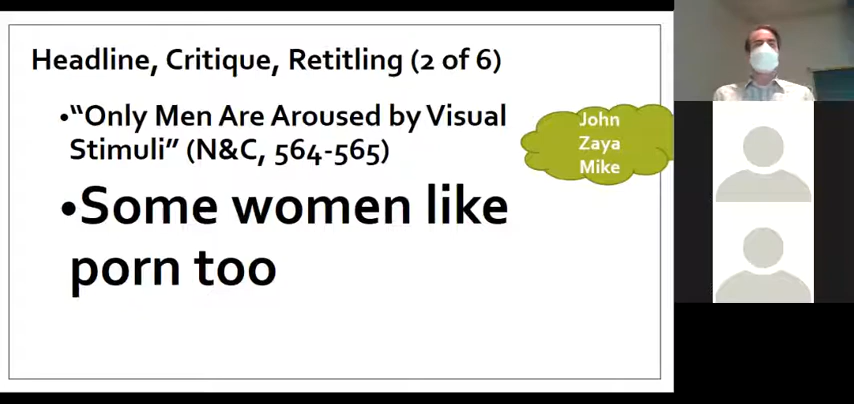 Headline, Critique, Retitling (2 of 6)
•“Only Men Are Aroused by Visual
Stimuli” (N&C, 564-565)
•Some women like
porn too
John
Zaya
Mike